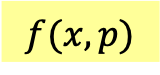 f(x, p)